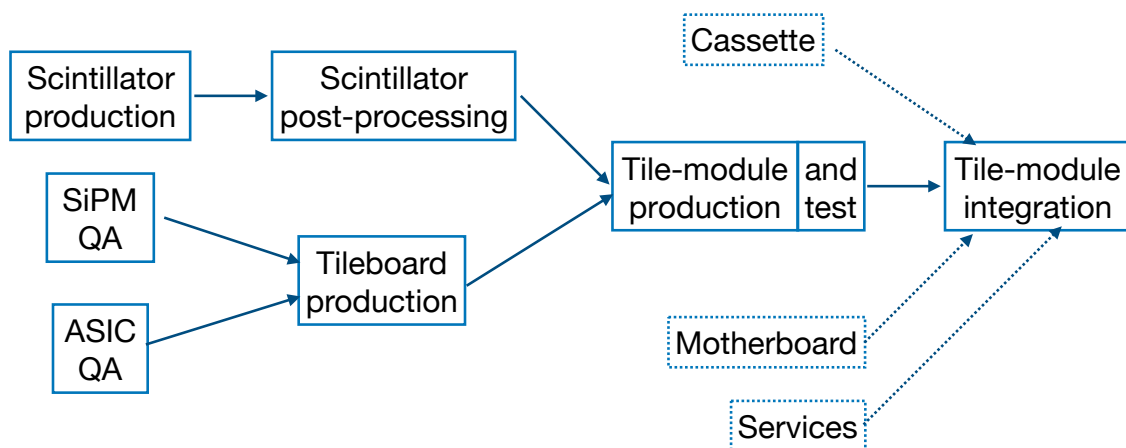 Cassette
Scintillator
production
Scintillator
post-processing
Tile-module
production
and
test
Tile-module
integration
SiPM
QA
Tileboard
production
ASIC
QA
Motherboard
Services